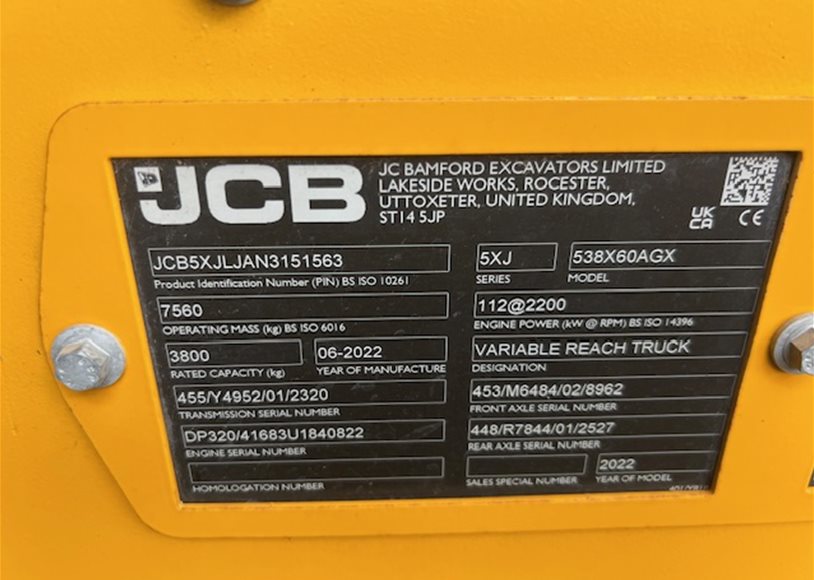 JCB
JC BAMFORD EXCAVATORS LIMITED
LAKESIDE WORKS, ROCESTER,
UTTOXETER, UNITED KINGDOM,
ST14 5JP
UK
CA
CE
JCB5XJLJAN3151563
Product Identification Number (PIN) BS ISO 10261
5XJ
SERIES
538X60AGX
MODEL
7560
OPERATING MASS (kg) BS ISO 6016
112@2200
ENGINE POWER (kW @ RPM) BS ISO 14396
3800
RATED CAPACITY (kg)
06-2022
YEAR OF MANUFACTURE
VARIABLE REACH TRUCK
DESIGNATION
455/Y4952/01/2320
TRANSMISSION SERIAL NUMBER
453/M6484/02/8962
FRONT AXLE SERIAL NUMBER
DP320/41683U1840822
ENGINE SERIAL NUMBER
448/R7844/01/2527
REAR AXLE SERIAL NUMBER
HOMOLOGATION NUMBER
SALES SPECIAL NUMBER
2022
YEAR OF MODEL